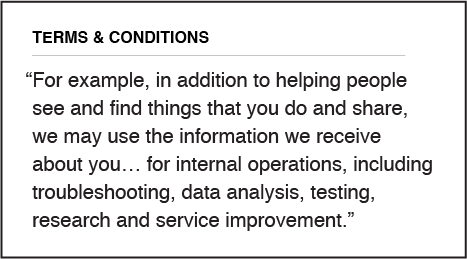 TERMS & CONDITIONS
“For example, in addition to helping people
see and find things that you do and share,
we may use the information we receive
about you… for internal operations, including
troubleshooting, data analysis, testing,
research and service improvement.”